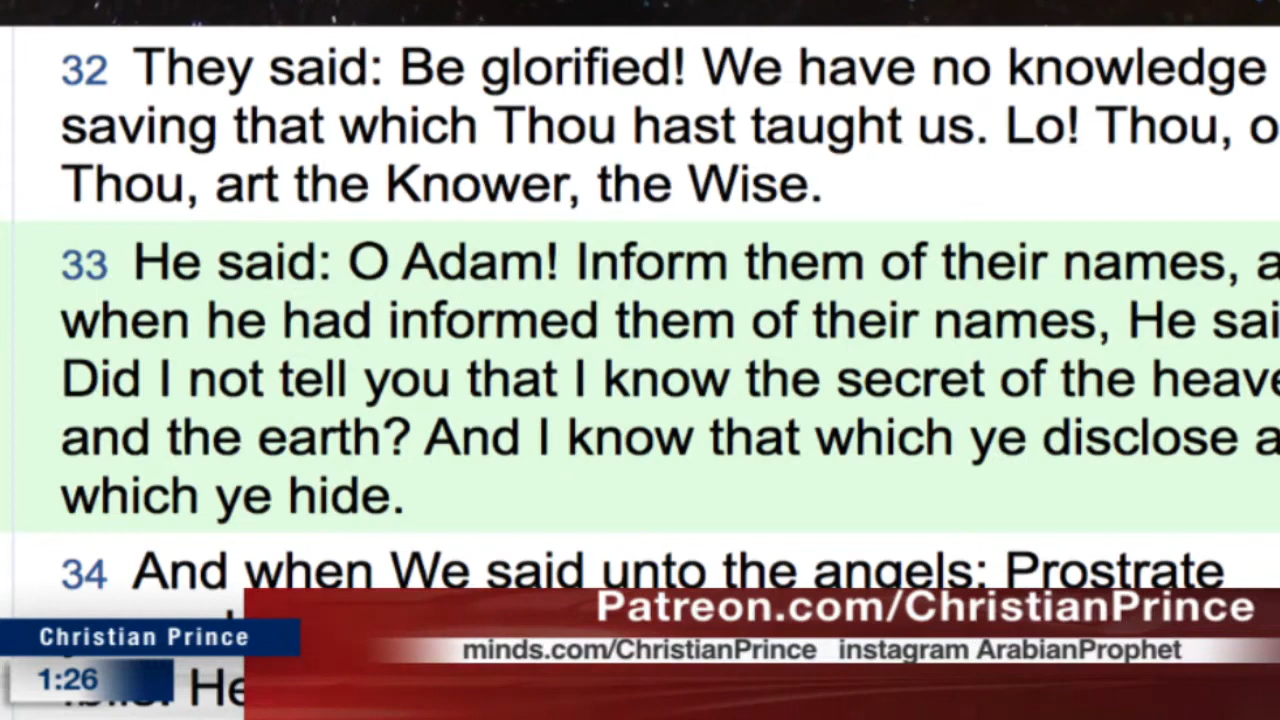 32 They said: Be glorified! We have no knowledge
saving that which Thou hast taught us. Lo! Thou, o
Thou, art the Knower, the Wise.
33 He said: O Adam! Inform them of their names, a
when he had informed them of their names, He sai
Did I not tell you that I know the secret of the heave
and the earth? And I know that which ye disclose a
which ye hide.
34 And when We said unto the angels: Prostrate
Patreon.com/ChristianPrince
Christian Prince
minds.com/ChristianPrince instagram ArabianProphet
1:26
He